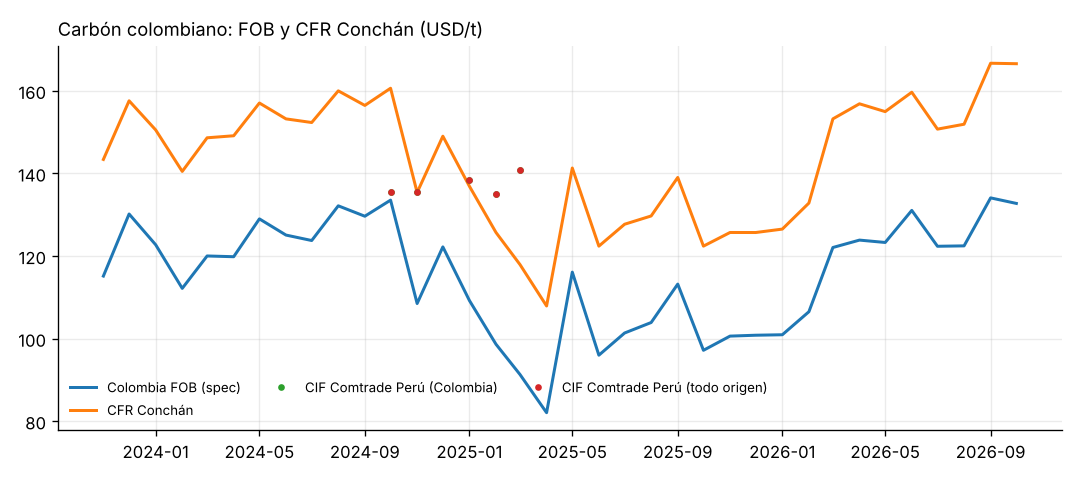 Carbón colombiano: FOB y CFR Conchán (USD/t)
160
140
120
100
80
Colombia FOB (spec)
CFR Conchán
CIF Comtrade Perú (Colombia)
CIF Comtrade Perú (todo origen)
2024-01
2024-05
2024-09
2025-01
2025-05
2025-09
2026-01
2026-05
2026-09